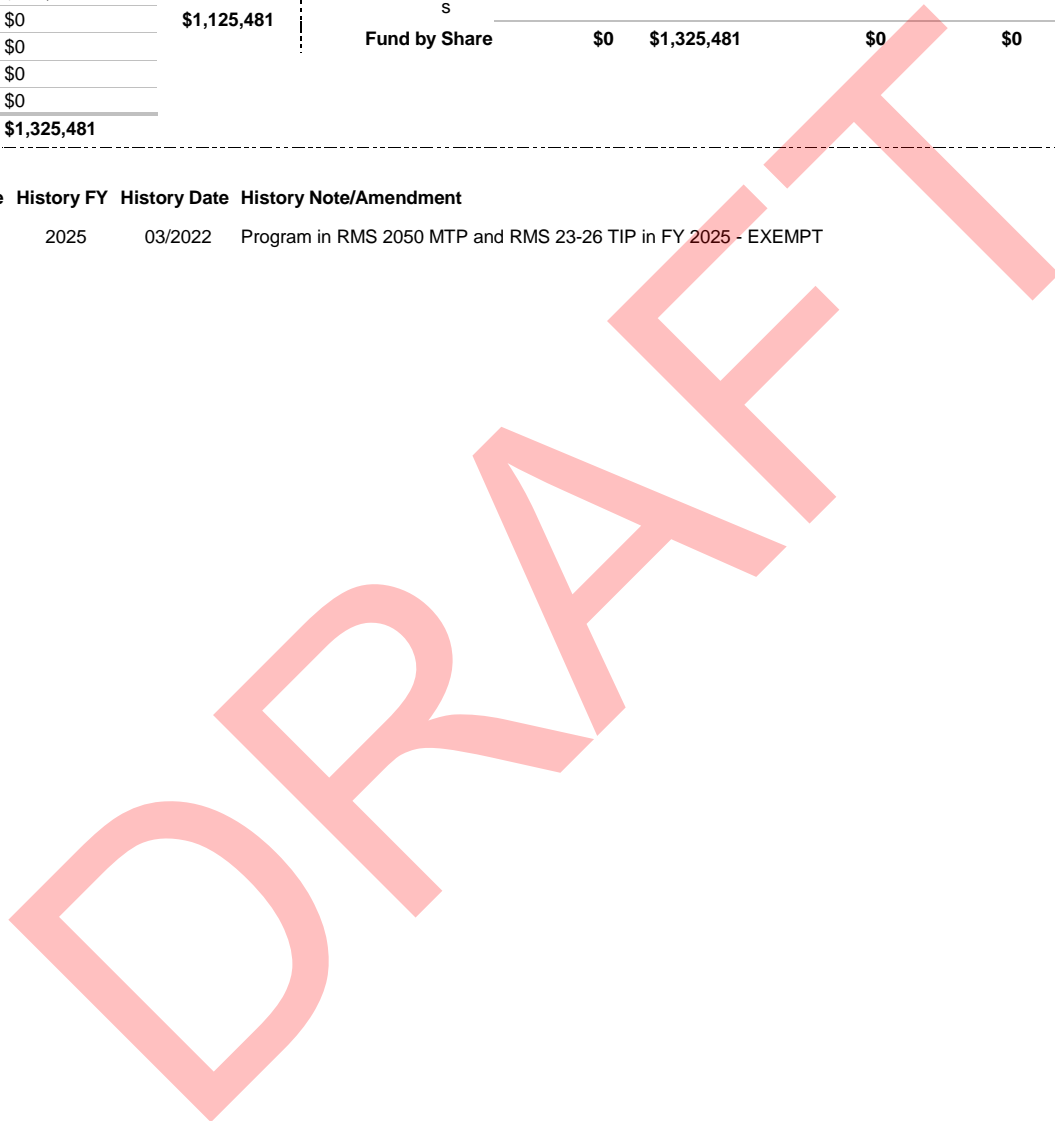 s
$0 $1,125,481
Fund by Share $0 $1,325,481 $0 $0
$0
$0
$0
$1,325,481
History FY History Date History Note/Amendment
2025 03/2022 Program in RMS 2050 MTP and RMS 23-26 TIP in FY 2025 - EXEMPT
DRAFT